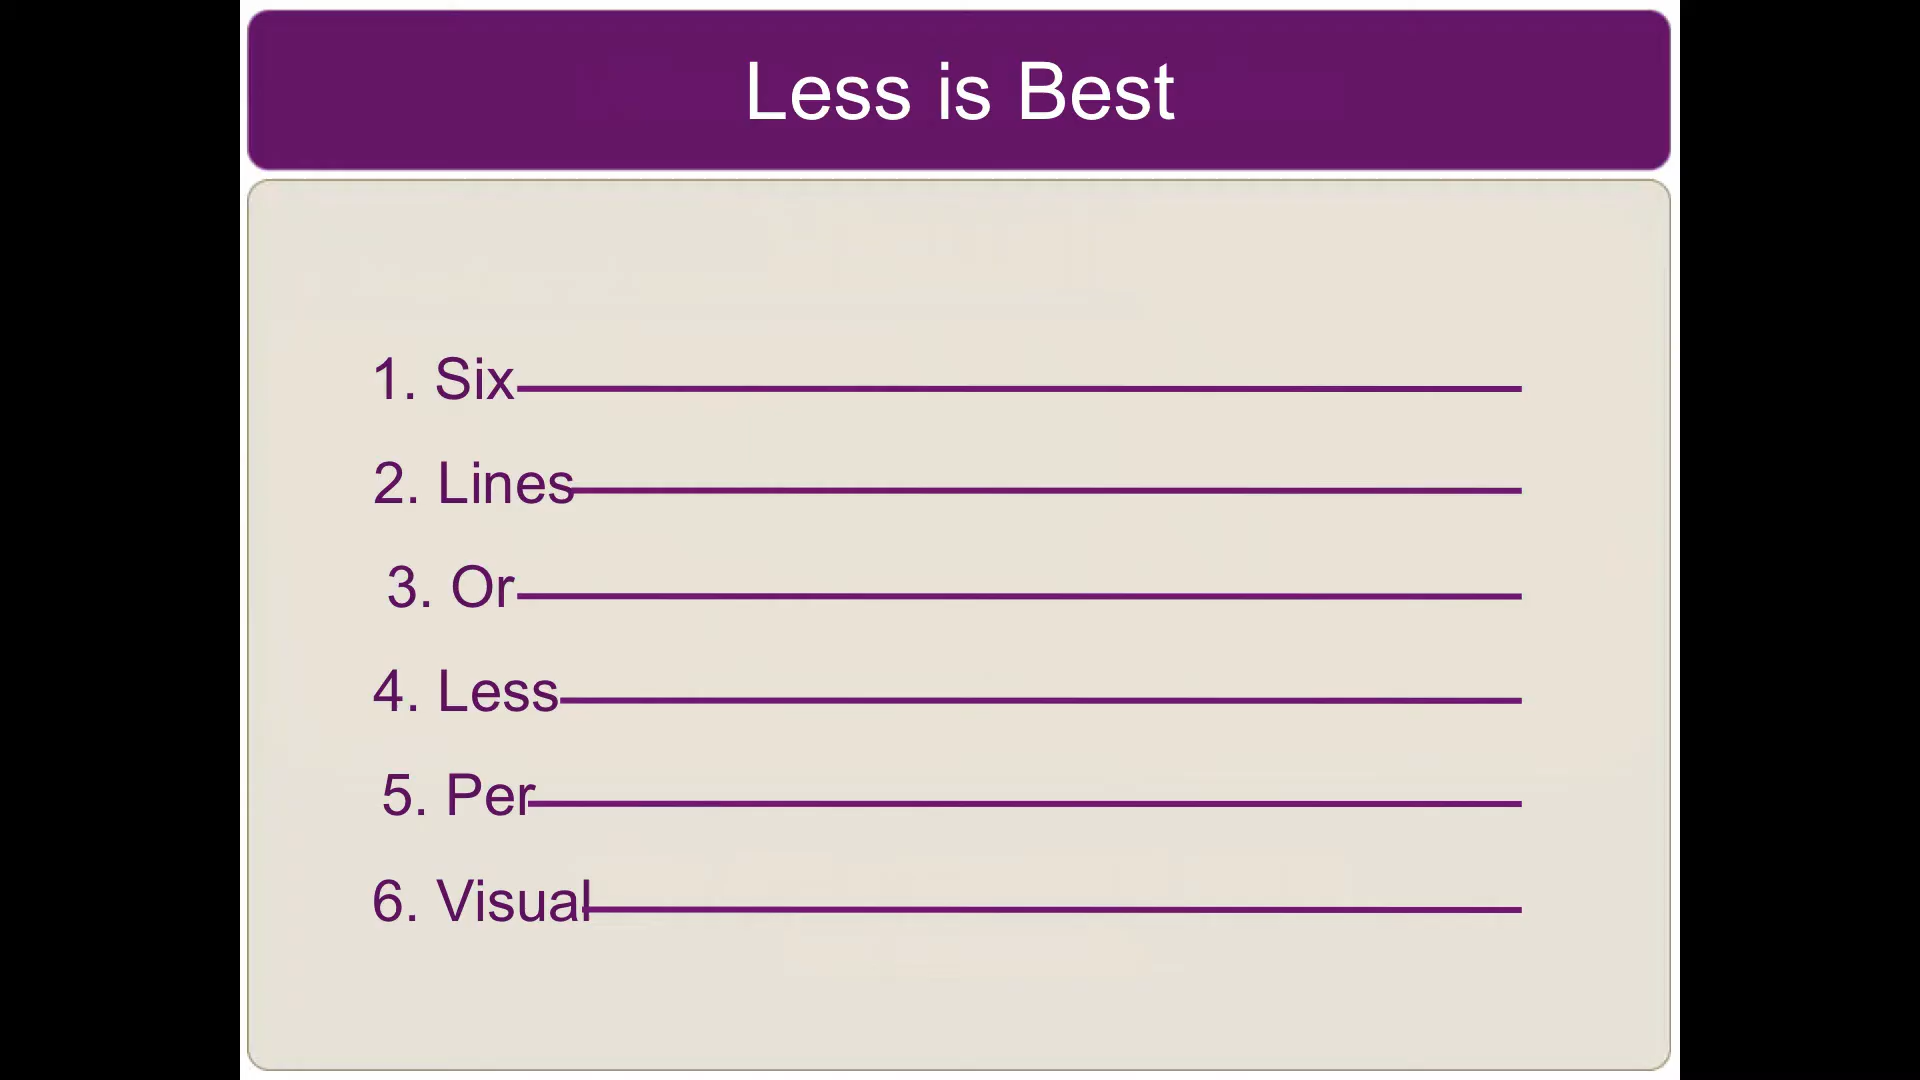 Less is Best
1. Six
2. Lines
3. Or
4. Less
5. Per
6. Visual